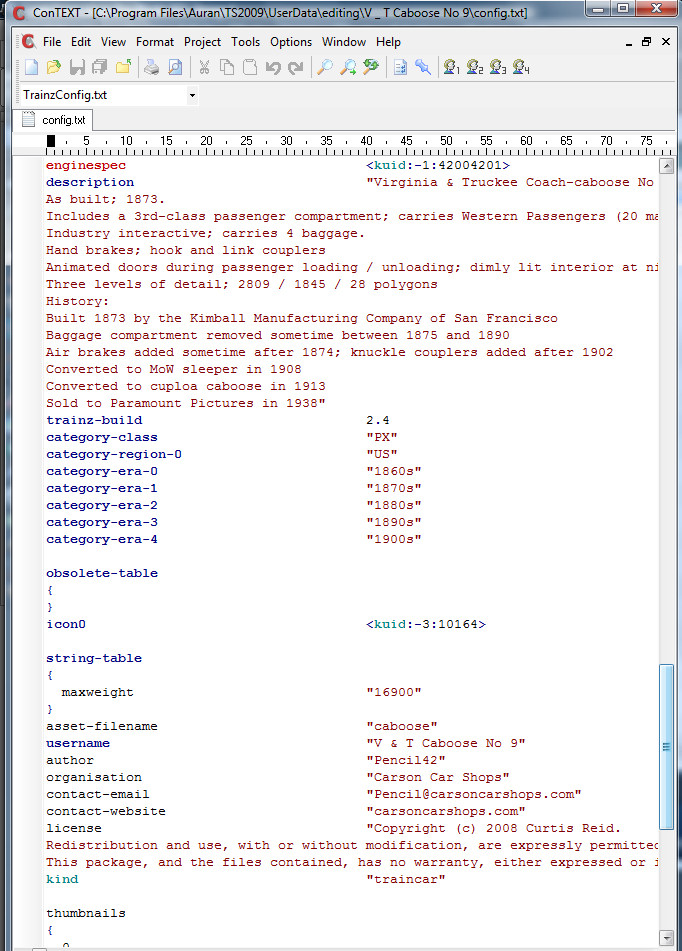 ConTEXT - [C:\Program Files\Auran\TS2009\UserData\editing\V _ T Caboose No 9\config.txt]
File Edit View Format Project Tools Options Window Help
1 2 3 4
TrainzConfig.txt
config.txt
5 10 15 20 25 30 35 40 45 50 55 60 65 70 75
enginespec <kuid:-1:42004201>
description "Virginia & Truckee Coach-caboose No
As built; 1873.
Includes a 3rd-class passenger compartment; carries Western Passengers (20 ma
Industry interactive; carries 4 baggage.
Hand brakes; hook and link couplers
Animated doors during passenger loading / unloading; dimly lit interior at ni
Three levels of detail; 2809 / 1845 / 28 polygons
History:
Built 1873 by the Kimball Manufacturing Company of San Francisco
Baggage compartment removed sometime between 1875 and 1890
Air brakes added sometime after 1874; knuckle couplers added after 1902
Converted to MoW sleeper in 1908
Converted to cuploa caboose in 1913
Sold to Paramount Pictures in 1938"
trainz-build 2.4
category-class "PX"
category-region-0 "US"
category-era-0 "1860s"
category-era-1 "1870s"
category-era-2 "1880s"
category-era-3 "1890s"
category-era-4 "1900s"
obsolete-table
{
}
icon0 <kuid:-3:10164>
string-table
{
maxweight "16900"
}
asset-filename "caboose"
username "V & T Caboose No 9"
author "Pencil42"
organisation "Carson Car Shops"
contact-email "Pencil@carsoncarshops.com"
contact-website "carsoncarshops.com"
license "Copyright (c) 2008 Curtis Reid.
Redistribution and use, with or without modification, are expressly permitted
This package, and the files contained, has no warranty, either expressed or i
kind "traincar"
thumbnails
{
0